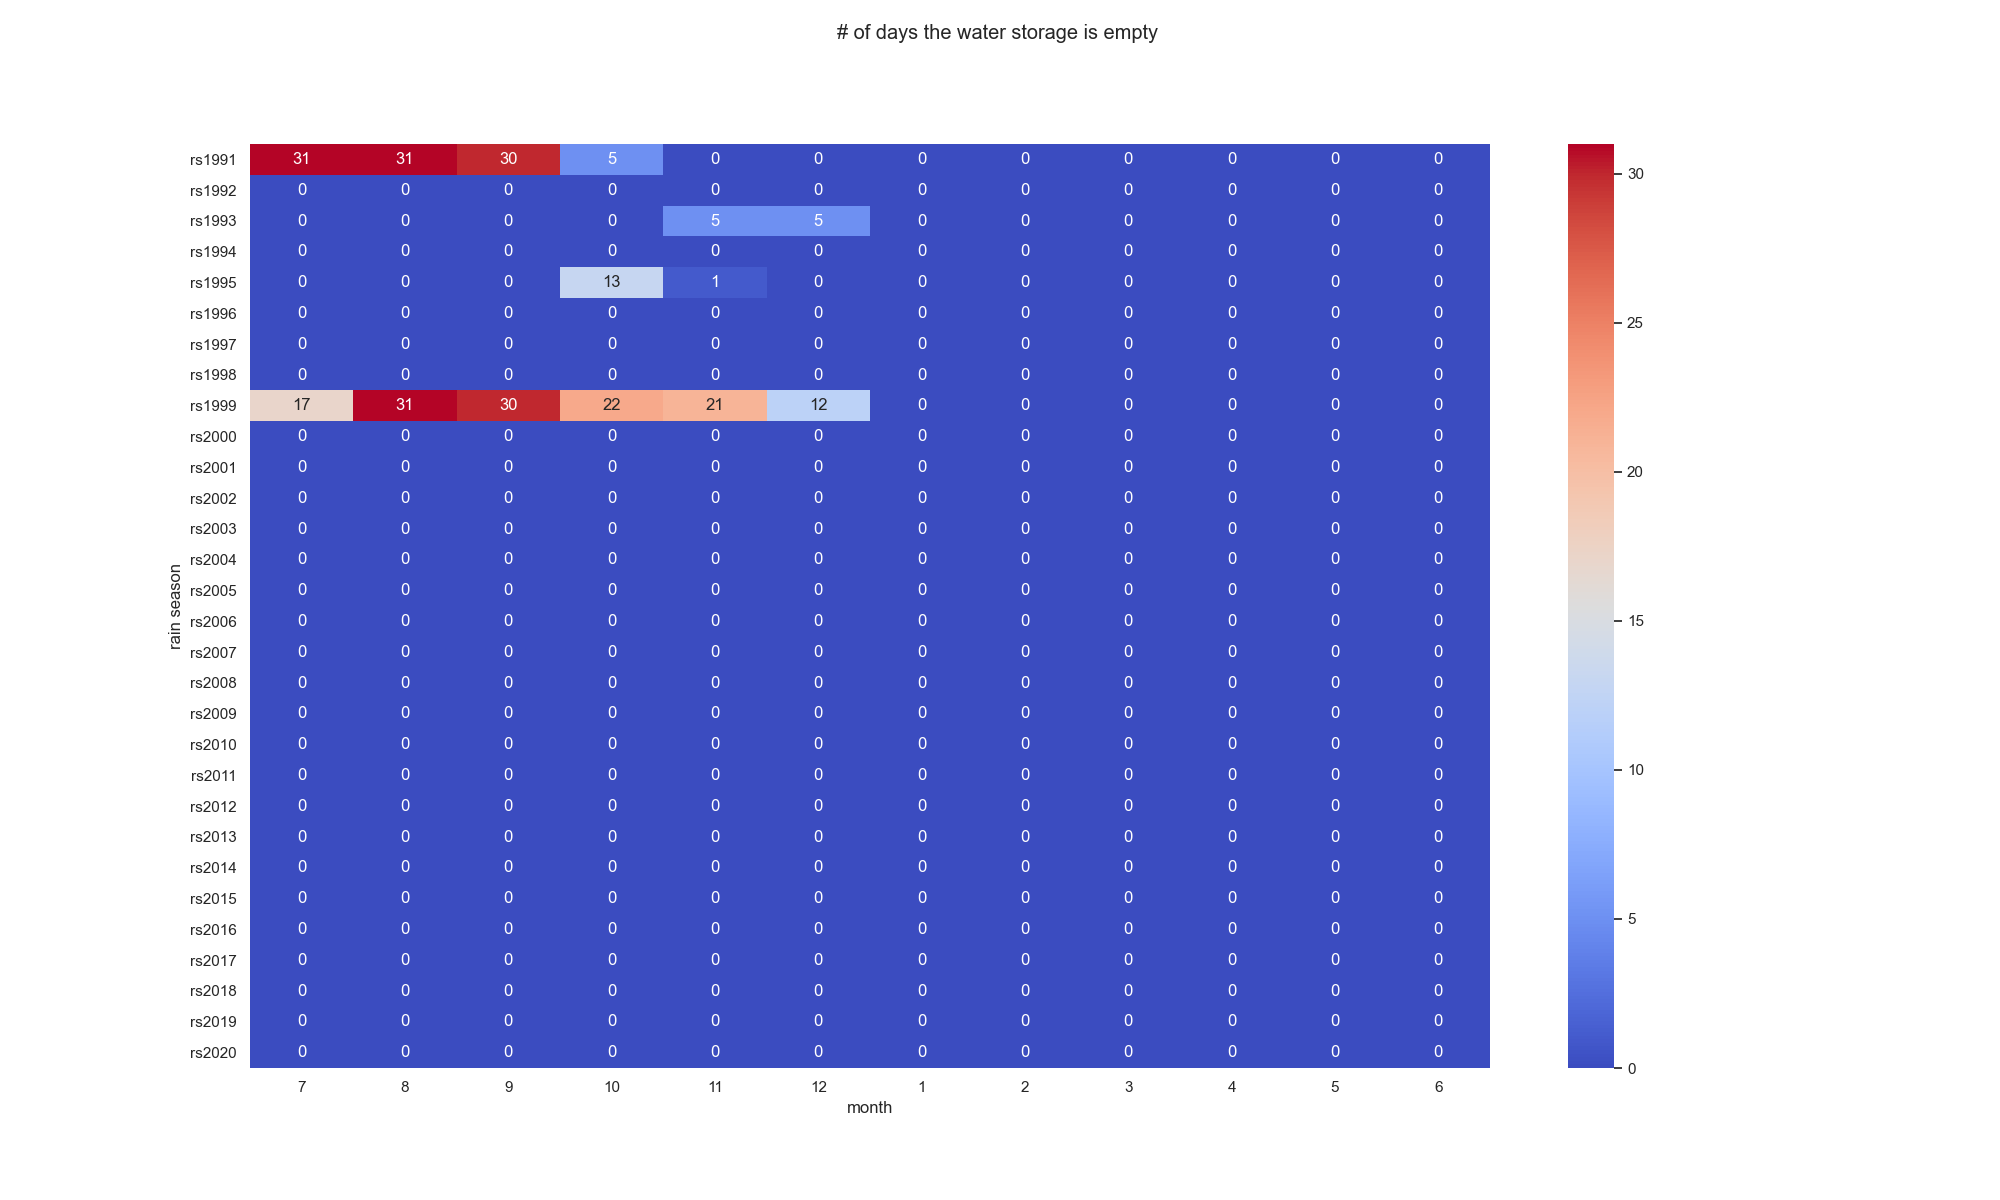 # of days the water storage is empty
rs1991 31 31 30 5 0 0 0 0 0 0 0 0
rs1992 0 0 0 0 0 0 0 0 0 0 0 0
rs1993 0 0 0 0 5 5 0 0 0 0 0 0
rs1994 0 0 0 0 0 0 0 0 0 0 0 0
rs1995 0 0 0 13 1 0 0 0 0 0 0 0
rs1996 0 0 0 0 0 0 0 0 0 0 0 0
rs1997 0 0 0 0 0 0 0 0 0 0 0 0
rs1998 0 0 0 0 0 0 0 0 0 0 0 0
rs1999 17 31 30 22 21 12 0 0 0 0 0 0
rs2000 0 0 0 0 0 0 0 0 0 0 0 0
rs2001 0 0 0 0 0 0 0 0 0 0 0 0
rs2002 0 0 0 0 0 0 0 0 0 0 0 0
rs2003 0 0 0 0 0 0 0 0 0 0 0 0
rs2004 0 0 0 0 0 0 0 0 0 0 0 0
rs2005 0 0 0 0 0 0 0 0 0 0 0 0
rs2006 0 0 0 0 0 0 0 0 0 0 0 0
rs2007 0 0 0 0 0 0 0 0 0 0 0 0
rs2008 0 0 0 0 0 0 0 0 0 0 0 0
rs2009 0 0 0 0 0 0 0 0 0 0 0 0
rs2010 0 0 0 0 0 0 0 0 0 0 0 0
rs2011 0 0 0 0 0 0 0 0 0 0 0 0
rs2012 0 0 0 0 0 0 0 0 0 0 0 0
rs2013 0 0 0 0 0 0 0 0 0 0 0 0
rs2014 0 0 0 0 0 0 0 0 0 0 0 0
rs2015 0 0 0 0 0 0 0 0 0 0 0 0
rs2016 0 0 0 0 0 0 0 0 0 0 0 0
rs2017 0 0 0 0 0 0 0 0 0 0 0 0
rs2018 0 0 0 0 0 0 0 0 0 0 0 0
rs2019 0 0 0 0 0 0 0 0 0 0 0 0
rs2020 0 0 0 0 0 0 0 0 0 0 0 0
7 8 9 10 11 12 1 2 3 4 5 6
month
rain season
30
25
20
15
10
5
0